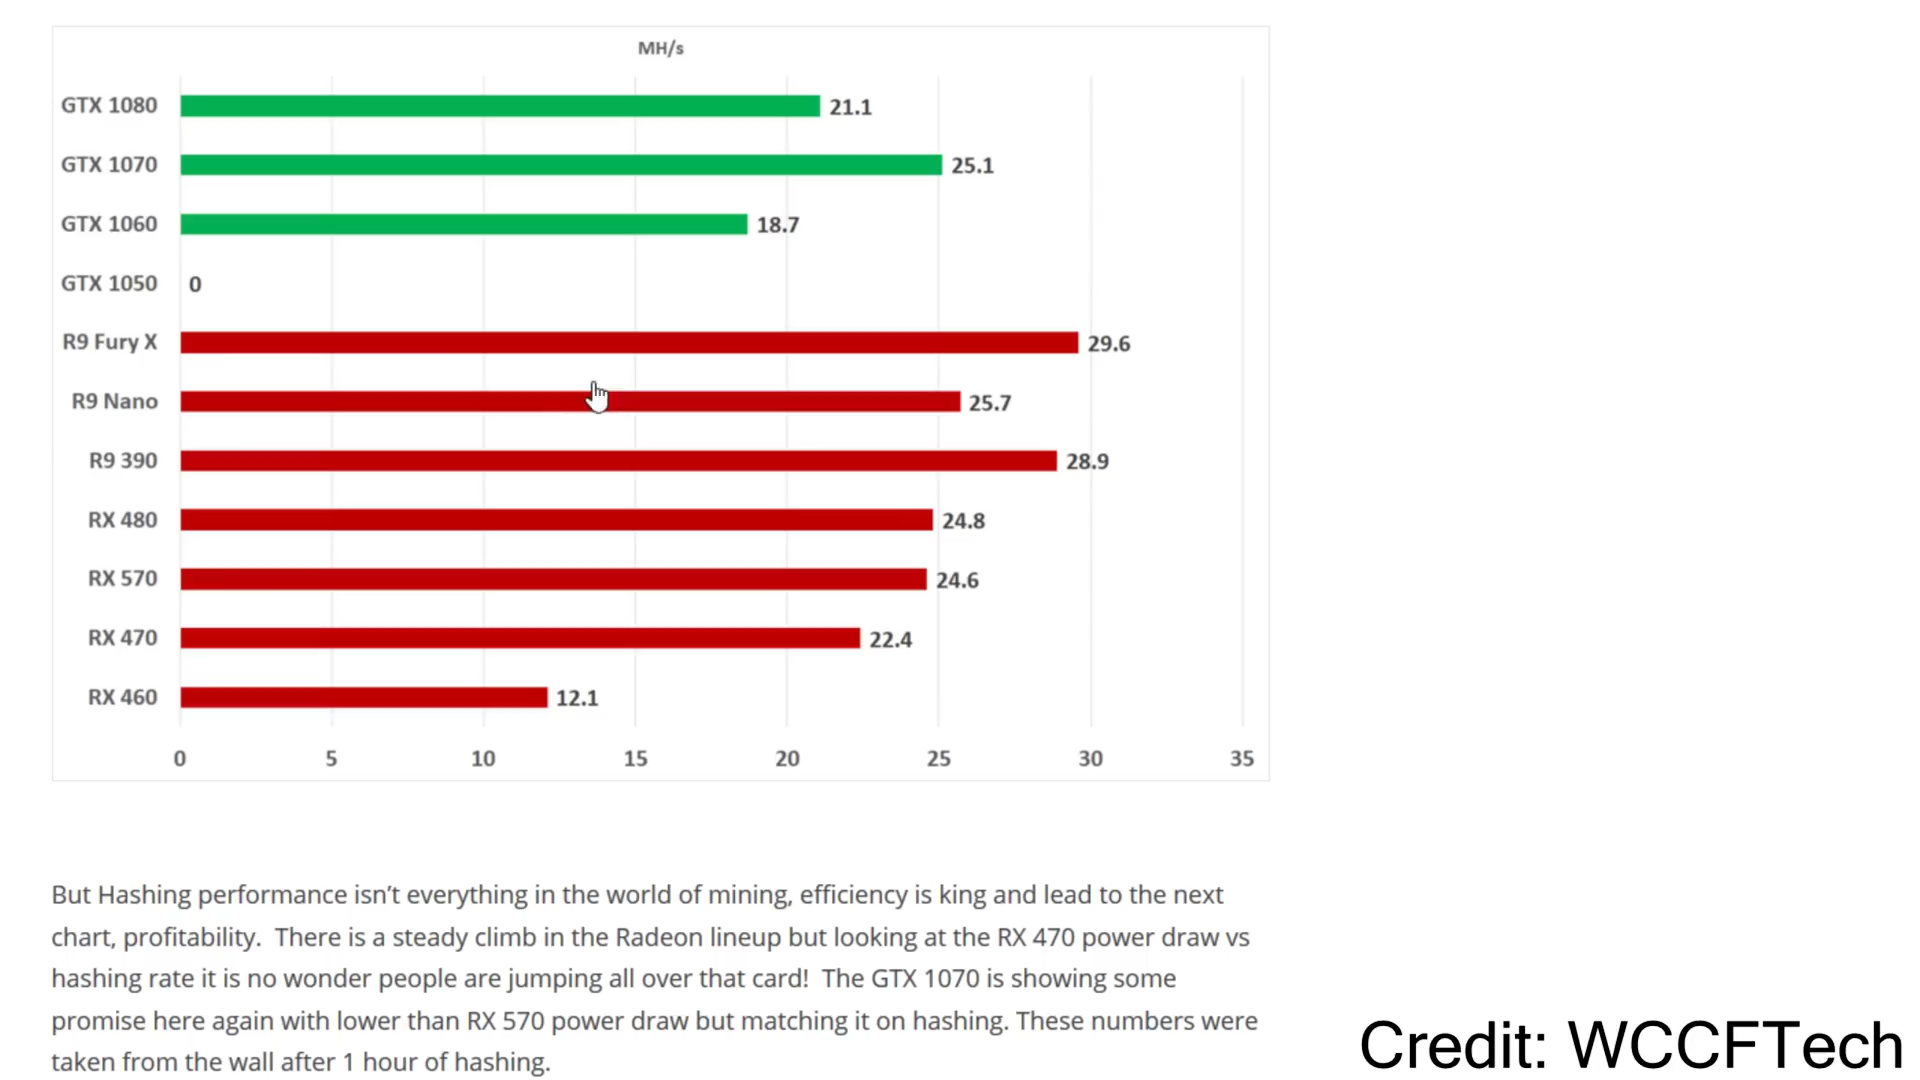 MH/s
GTX 1080 21.1
GTX 1070 25.1
GTX 1060 18.7
GTX 1050 0
R9 Fury X 29.6
R9 Nano 25.7
R9 390 28.9
RX 480 24.8
RX 570 24.6
RX 470 22.4
RX 460 12.1
0 5 10 15 20 25 30 35
But Hashing performance isn’t everything in the world of mining, efficiency is king and lead to the next
chart, profitability.  There is a steady climb in the Radeon lineup but looking at the RX 470 power draw vs
hashing rate it is no wonder people are jumping all over that card!  The GTX 1070 is showing some
promise here again with lower than RX 570 power draw but matching it on hashing. These numbers were
taken from the wall after 1 hour of hashing.
Credit: WCCFTech